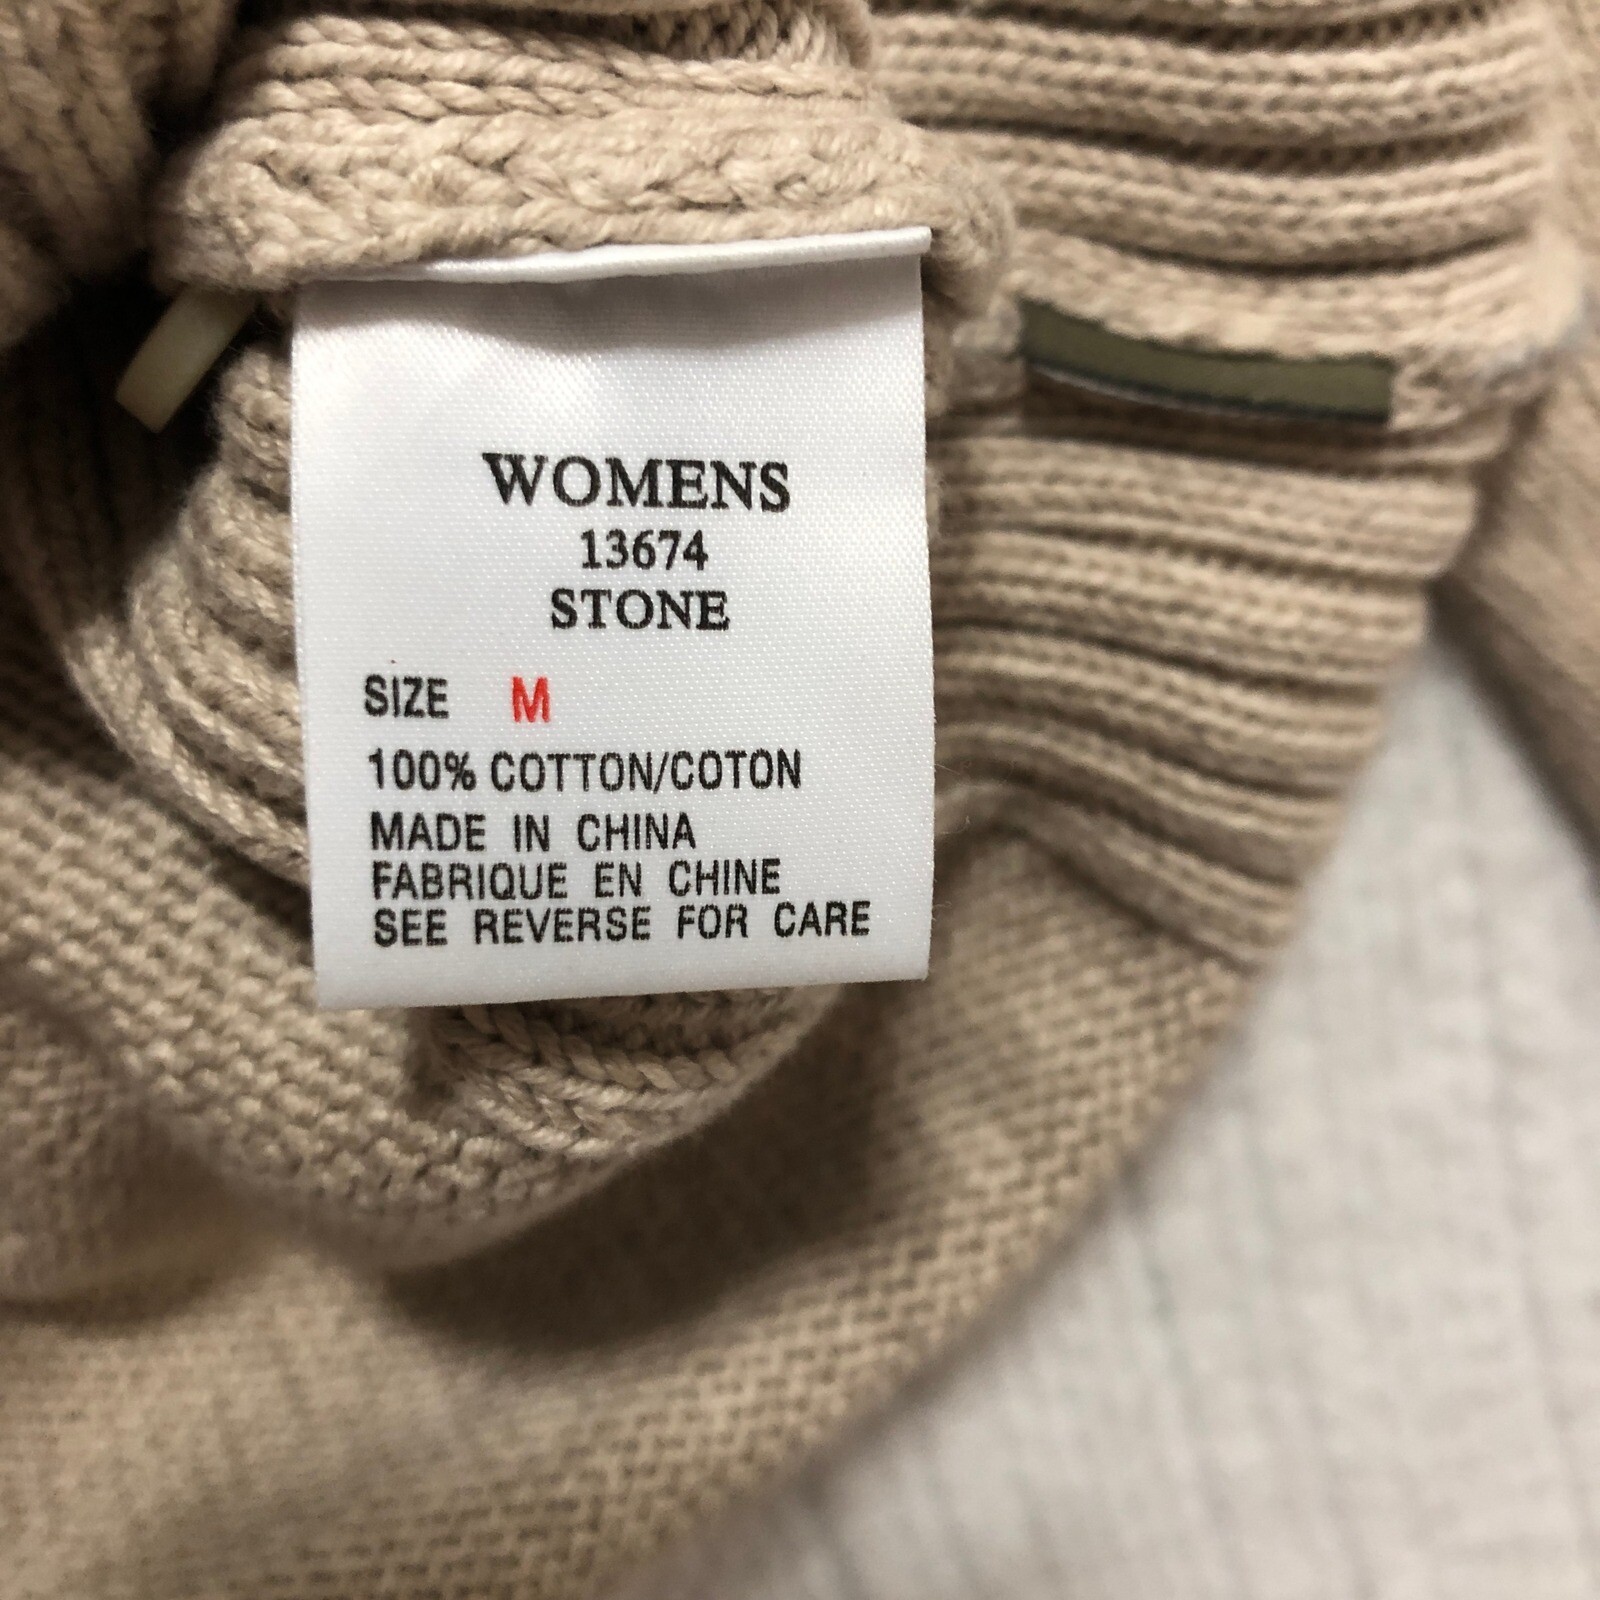 WOMENS
13674
STONE
SIZE M
100% COTTON/COTON
MADE IN CHINA
FABRIQUE EN CHINE
SEE REVERSE FOR CARE